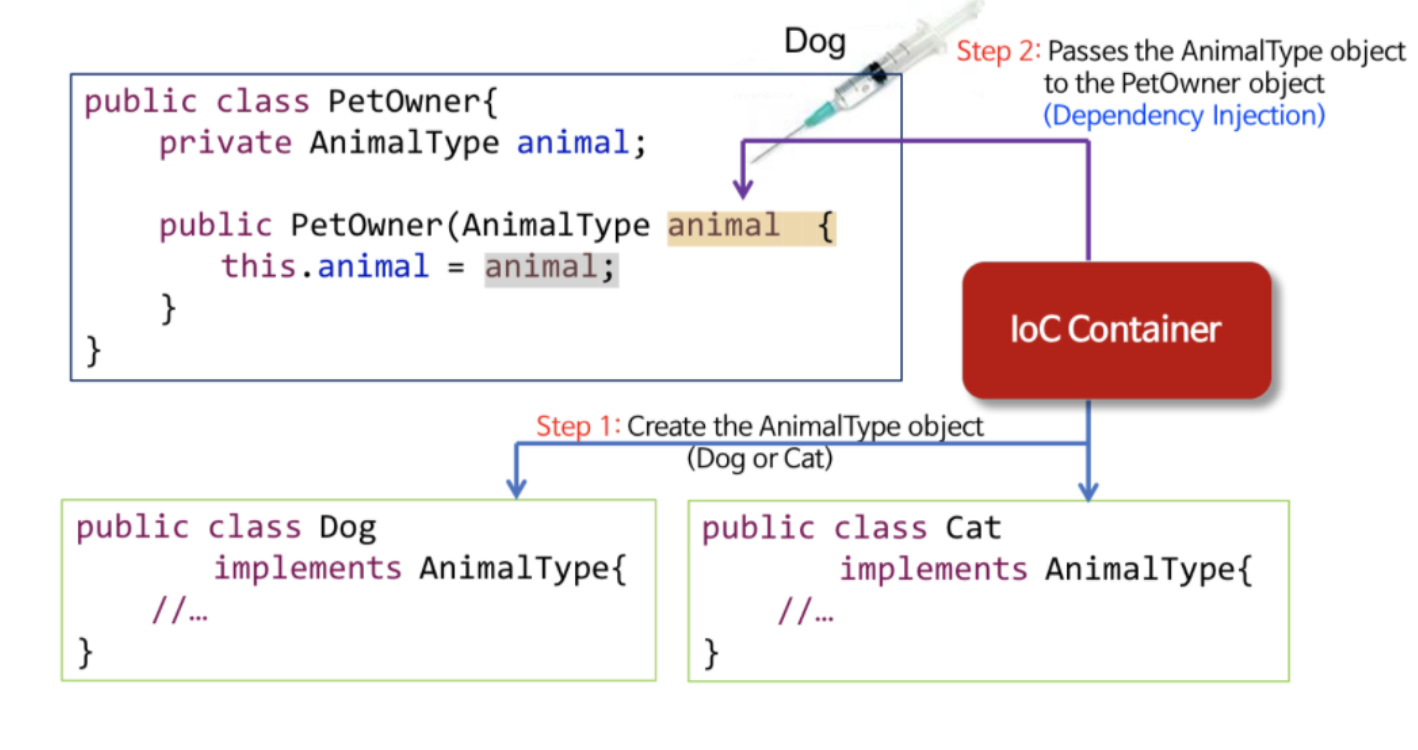 Dog
Step 2: Passes the AnimalType object
to the PetOwner object
(Dependency Injection)
public class PetOwner{
private AnimalType animal;
public PetOwner(AnimalType animal {
this.animal = animal;
}
}
IoC Container
Step 1: Create the AnimalType object
(Dog or Cat)
public class Dog
implements AnimalType{
//…
}
public class Cat
implements AnimalType{
//…
}